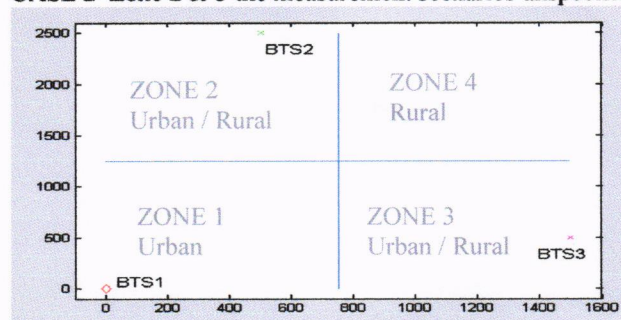 2500
BTS2
ZONE 2
Urban / Rural
ZONE 4
Rural
2000
1500
1000
ZONE 1
Urban
ZONE 3
Urban / Rural
500
BTS3
0
BTS1
0 200 400 600 800 1000 1200 1400 1600